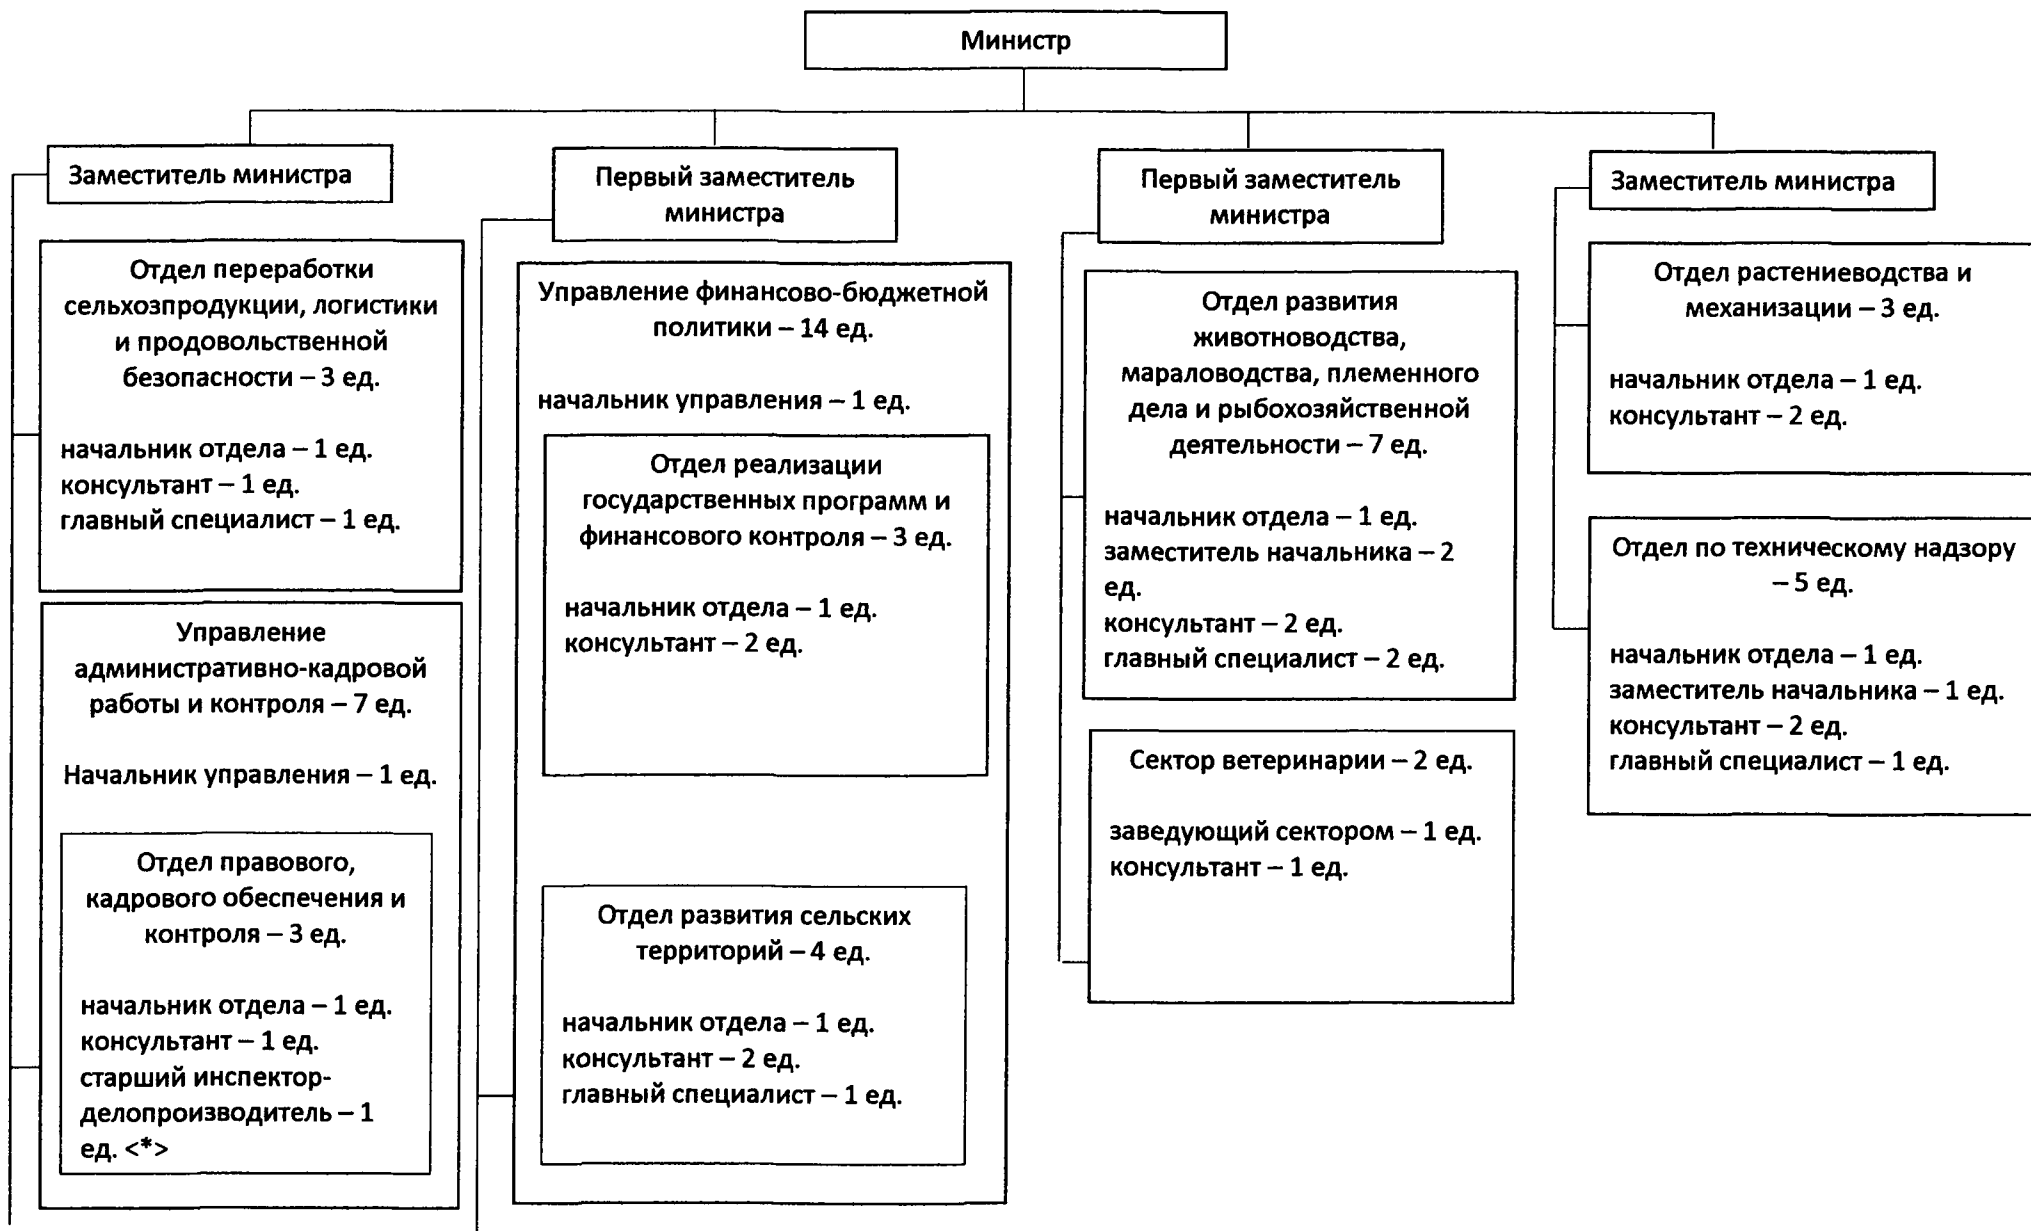 Министр
Заместитель министра
Отдел переработки
сельхозпродукции, логистики
и продовольственной
безопасности – 3 ед.
начальник отдела – 1 ед.
консультант – 1 ед.
главный специалист – 1 ед.
Управление
административно-кадровой
работы и контроля – 7 ед.
Начальник управления – 1 ед.
Отдел правового,
кадрового обеспечения и
контроля – 3 ед.
начальник отдела – 1 ед.
консультант – 1 ед.
старший инспектор-
делопроизводитель – 1
ед. <*>
Первый заместитель
министра
Управление финансово-бюджетной
политики – 14 ед.
начальник управления – 1 ед.
Отдел реализации
государственных программ и
финансового контроля – 3 ед.
начальник отдела – 1 ед.
консультант – 2 ед.
Отдел развития сельских
территорий – 4 ед.
начальник отдела – 1 ед.
консультант – 2 ед.
главный специалист – 1 ед.
Первый заместитель
министра
Отдел развития
животноводства,
мараловодства, племенного
дела и рыбохозяйственной
деятельности – 7 ед.
начальник отдела – 1 ед.
заместитель начальника – 2
ед.
консультант – 2 ед.
главный специалист – 2 ед.
Сектор ветеринарии – 2 ед.
заведующий сектором – 1 ед.
консультант – 1 ед.
Заместитель министра
Отдел растениеводства и
механизации – 3 ед.
начальник отдела – 1 ед.
консультант – 2 ед.
Отдел по техническому надзору
– 5 ед.
начальник отдела – 1 ед.
заместитель начальника – 1 ед.
консультант – 2 ед.
главный специалист – 1 ед.